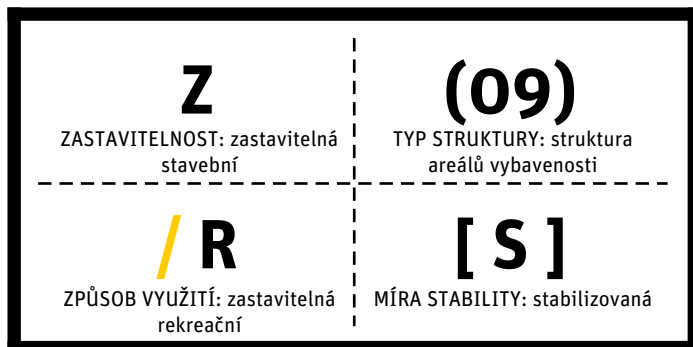 Z
ZASTAVITELNOST: zastavitelná
stavební
(09)
TYP STRUKTURY: struktura
areálů vybavenosti
/ R
ZPŮSOB VYUŽITÍ: zastavitelná
rekreační
[ S ]
MÍRA STABILITY: stabilizovaná